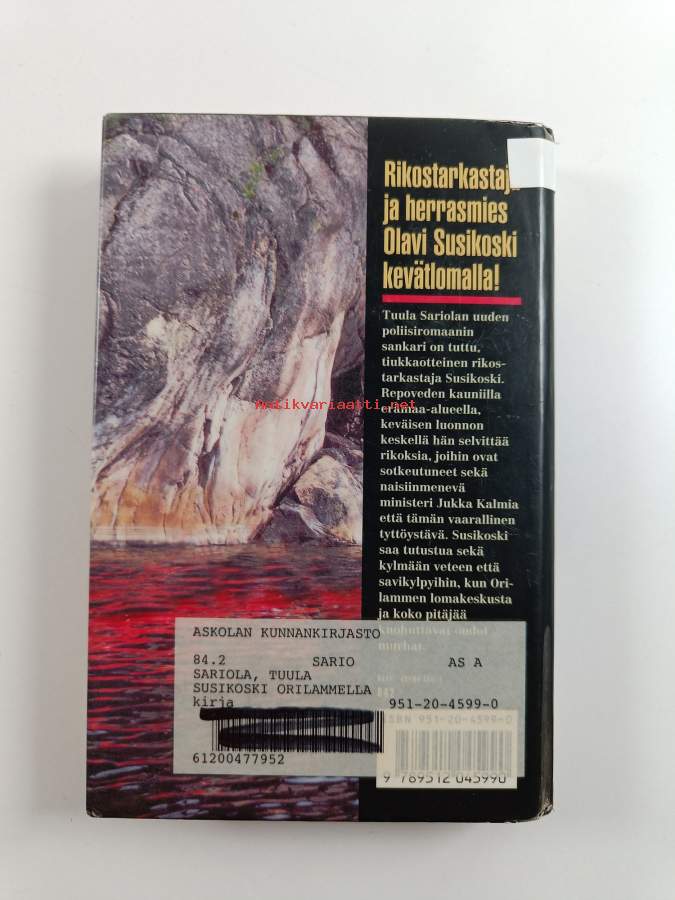 Rikostarkastaja
ja herrasmies
Olavi Susikoski
kevätlomalla!
Tuula Sariolan uuden
poliisiromaanin
sankari on tuttu,
tiukkaotteinen rikos-
tarkastaja Susikoski.
Repoveden kauniilla
erämaa-alueella,
keväisen luonnon
keskellä hän selvittää
rikoksia, joihin ovat
sotkeutuneet sekä
naisiinmenevä
ministeri Jukka Kalmia
että tämän vaarallinen
tyttöystävä. Susikoski
saa tutustua sekä
kylmään veteen että
savikylpyihin, kun Ori-
lammen lomakeskusta
ja koko pitäjää
kuohuttavat oudot
murhat.
Antikvariaatti.net
ASKOLAN KUNNANKIRJASTO
84.2 SARIO AS A
SARIOLA, TUULA
SUSIKOSKI ORILAMMELLA
kirja 951-20-4599-0
61200477952
ISBN 951-20-4599-0
9 789512 045990